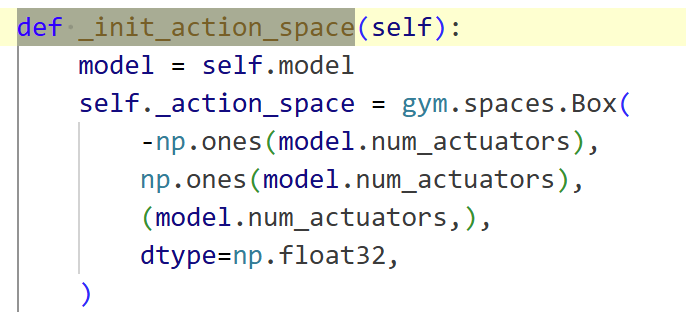 def _init_action_space(self):
    model = self.model
    self._action_space = gym.spaces.Box(
        -np.ones(model.num_actuators),
        np.ones(model.num_actuators),
        (model.num_actuators,),
        dtype=np.float32,
    )